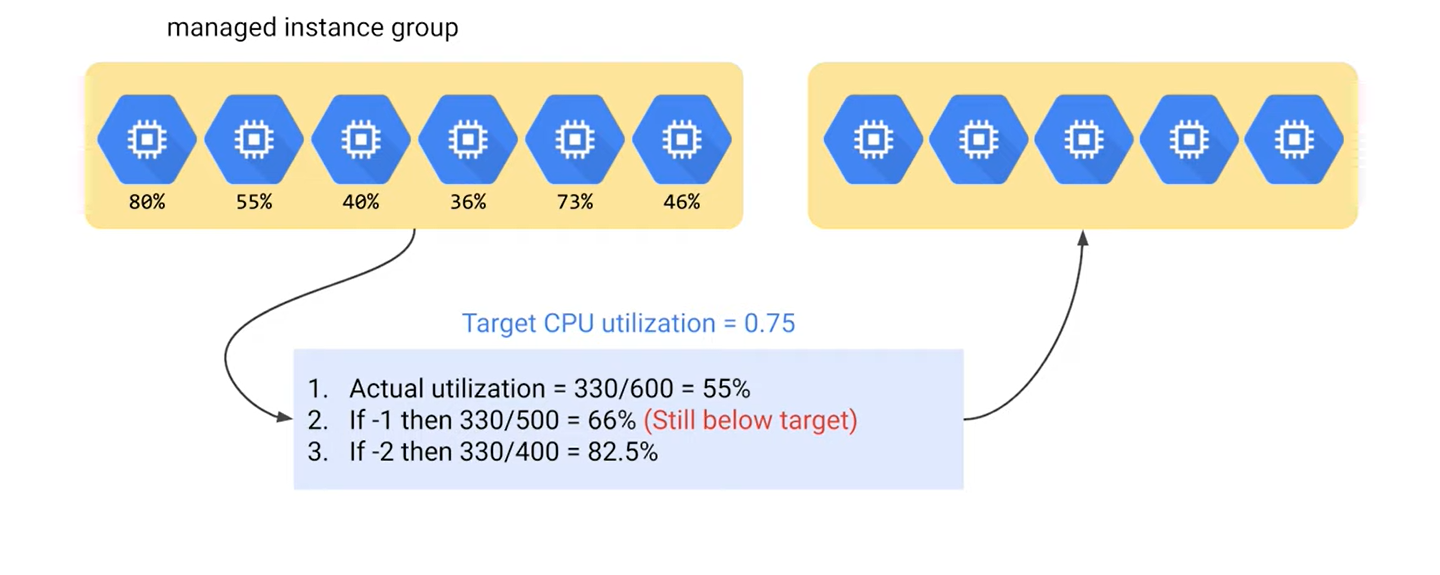 managed instance group
80% 55% 40% 36% 73% 46%
Target CPU utilization = 0.75
1. Actual utilization = 330/600 = 55%
2. If -1 then 330/500 = 66% (Still below target)
3. If -2 then 330/400 = 82.5%